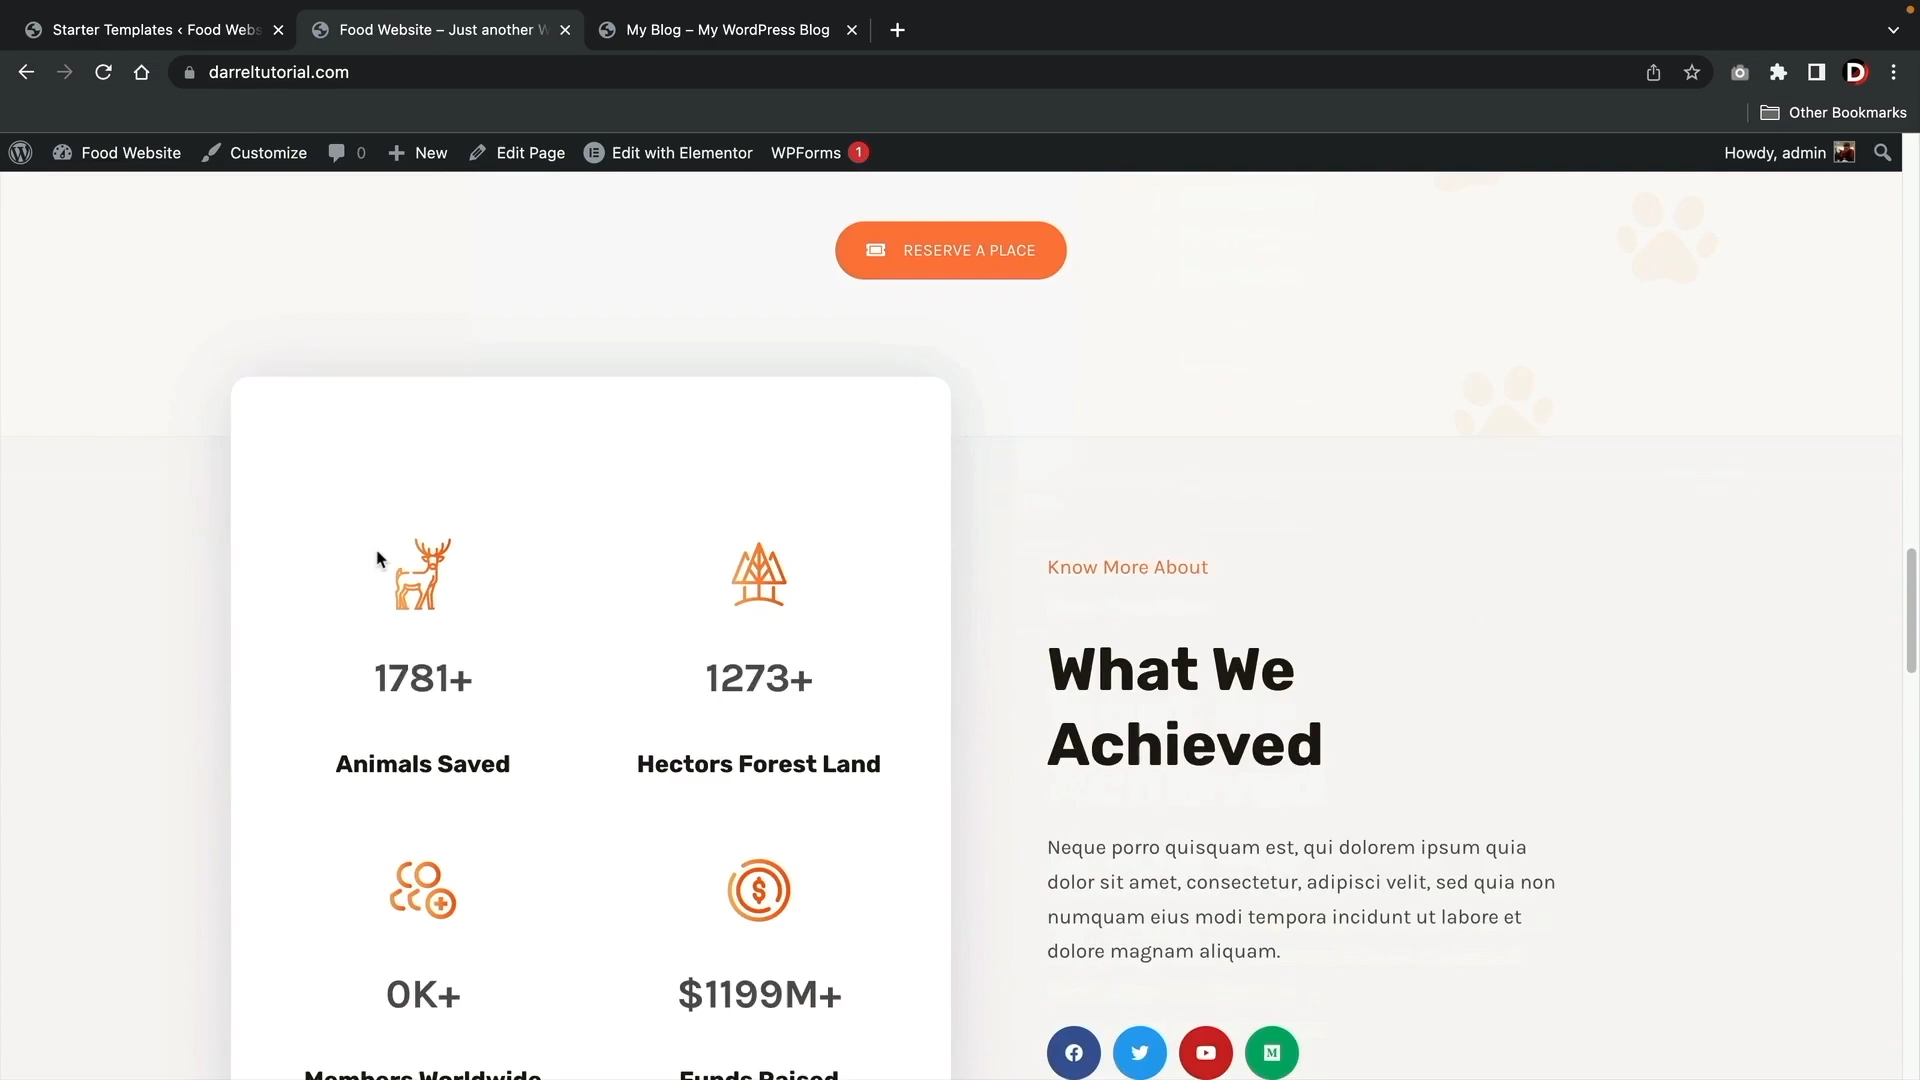 Starter Templates ‹ Food Webs
Food Website – Just another W
My Blog – My WordPress Blog
darreltutorial.com
Other Bookmarks
Food Website
Customize
0
New
Edit Page
Edit with Elementor
WPForms 1
Howdy, admin
RESERVE A PLACE
1781+
Animals Saved
1273+
Hectors Forest Land
0K+
Members Worldwide
$1199M+
Funds Raised
Know More About
What We
Achieved
Neque porro quisquam est, qui dolorem ipsum quia
dolor sit amet, consectetur, adipisci velit, sed quia non
numquam eius modi tempora incidunt ut labore et
dolore magnam aliquam.